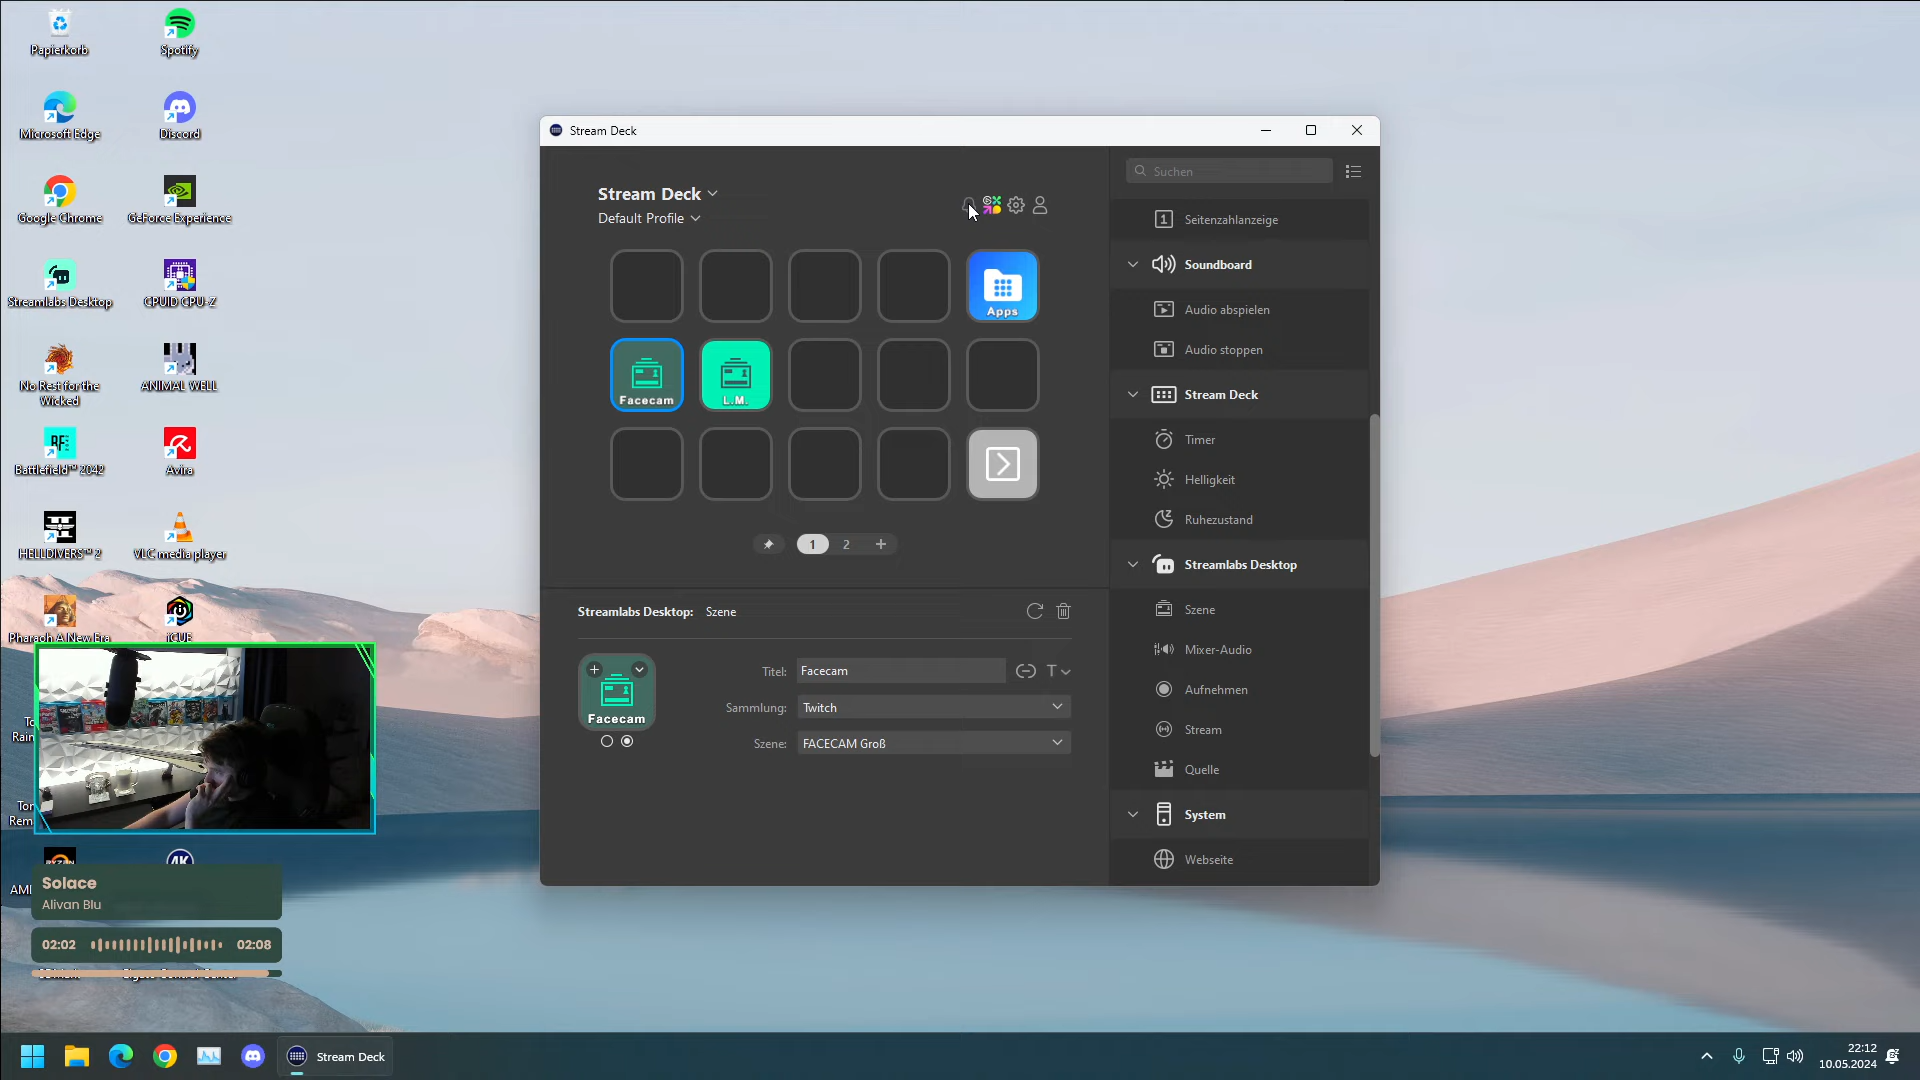 Papierkorb
Spotify
Microsoft Edge
Discord
Google Chrome
GeForce Experience
Streamlabs Desktop
CPUID CPU-Z
No Rest for the
Wicked
ANIMAL WELL
Battlefield™ 2042
Avira
HELLDIVERS™ 2
VLC media player
Pharaoh A New Era
iCUE
Solace
Alivan Blu
02:02
02:08
Stream Deck
Stream Deck
Default Profile
Apps
Facecam
L.M.
1
2
+
Streamlabs Desktop:
Szene
Facecam
Titel:
Facecam
T
Sammlung:
Twitch
Szene:
FACECAM Groß
Suchen
1
Seitenzahlanzeige
Soundboard
Audio abspielen
Audio stoppen
Stream Deck
Timer
Helligkeit
Ruhezustand
Streamlabs Desktop
Szene
Mixer-Audio
Aufnehmen
Stream
Quelle
System
Webseite
Stream Deck
22:12
10.05.2024